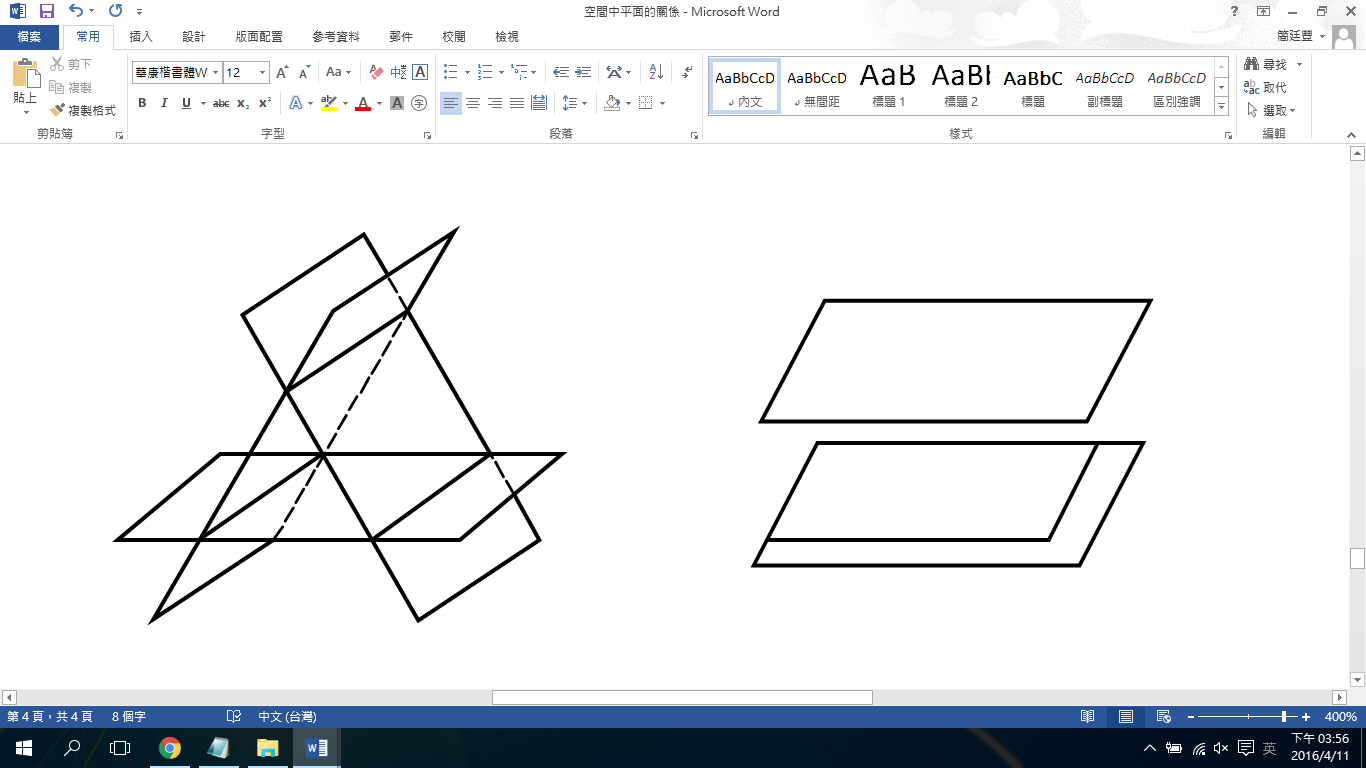 空間中平面的關係 - Microsoft Word
檔案 常用 插入 設計 版面配置 參考資料 郵件 校閱 檢視 簡廷豐
貼上 剪下 複製 複製格式
華康楷書體W 12
B I U abc x₂ x² A A A 字
AaBbCcD AaBbCcD AaB AaBl AaBbC AaBbCcD AaBbCcD
內文 無間距 標題 1 標題 2 標題 副標題 區別強調
尋找 取代 選取
剪貼簿 字型 段落 樣式 編輯
第 4 頁，共 4 頁 8 個字 中文 (台灣) 400%
英 下午 03:56
2016/4/11